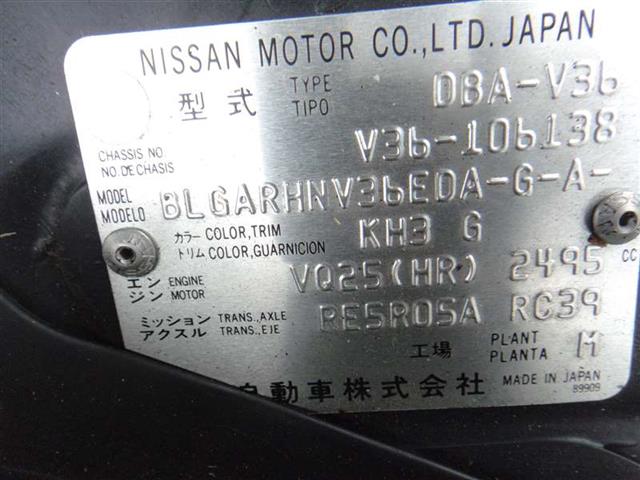 NISSAN MOTOR CO.,LTD. JAPAN
型式 TYPE TIPO DBA-V36
CHASSIS NO. NO. DE CHASIS V36-106138
MODEL MODELO BLGARHNV36EDA-G-A-
カラー COLOR,TRIM トリム COLOR,GUARNICION KH3 G
エンジン ENGINE MOTOR VQ25(HR) 2495 CC
ミッション TRANS.,AXLE アクスル TRANS.,EJE RE5R05A RC39
工場 PLANT PLANTA M
自動車株式会社 MADE IN JAPAN
89909